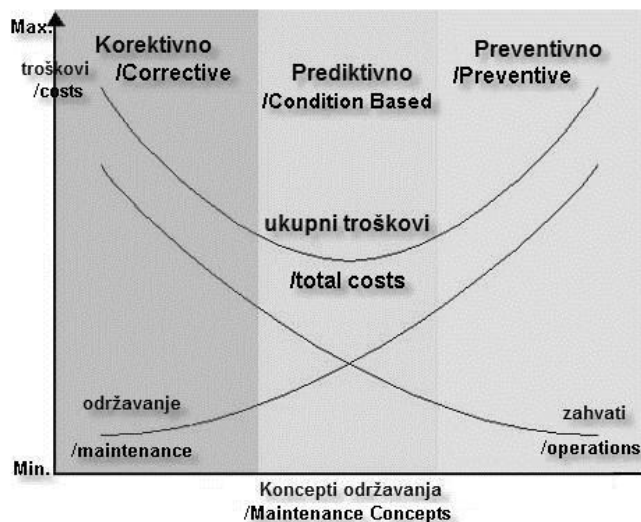 Max.
troškovi
/costs
Korektivno
/Corrective
Prediktivno
/Condition Based
Preventivno
/Preventive
ukupni troškovi
/total costs
održavanje
/maintenance
zahvati
/operations
Min.
Koncepti održavanja
/Maintenance Concepts